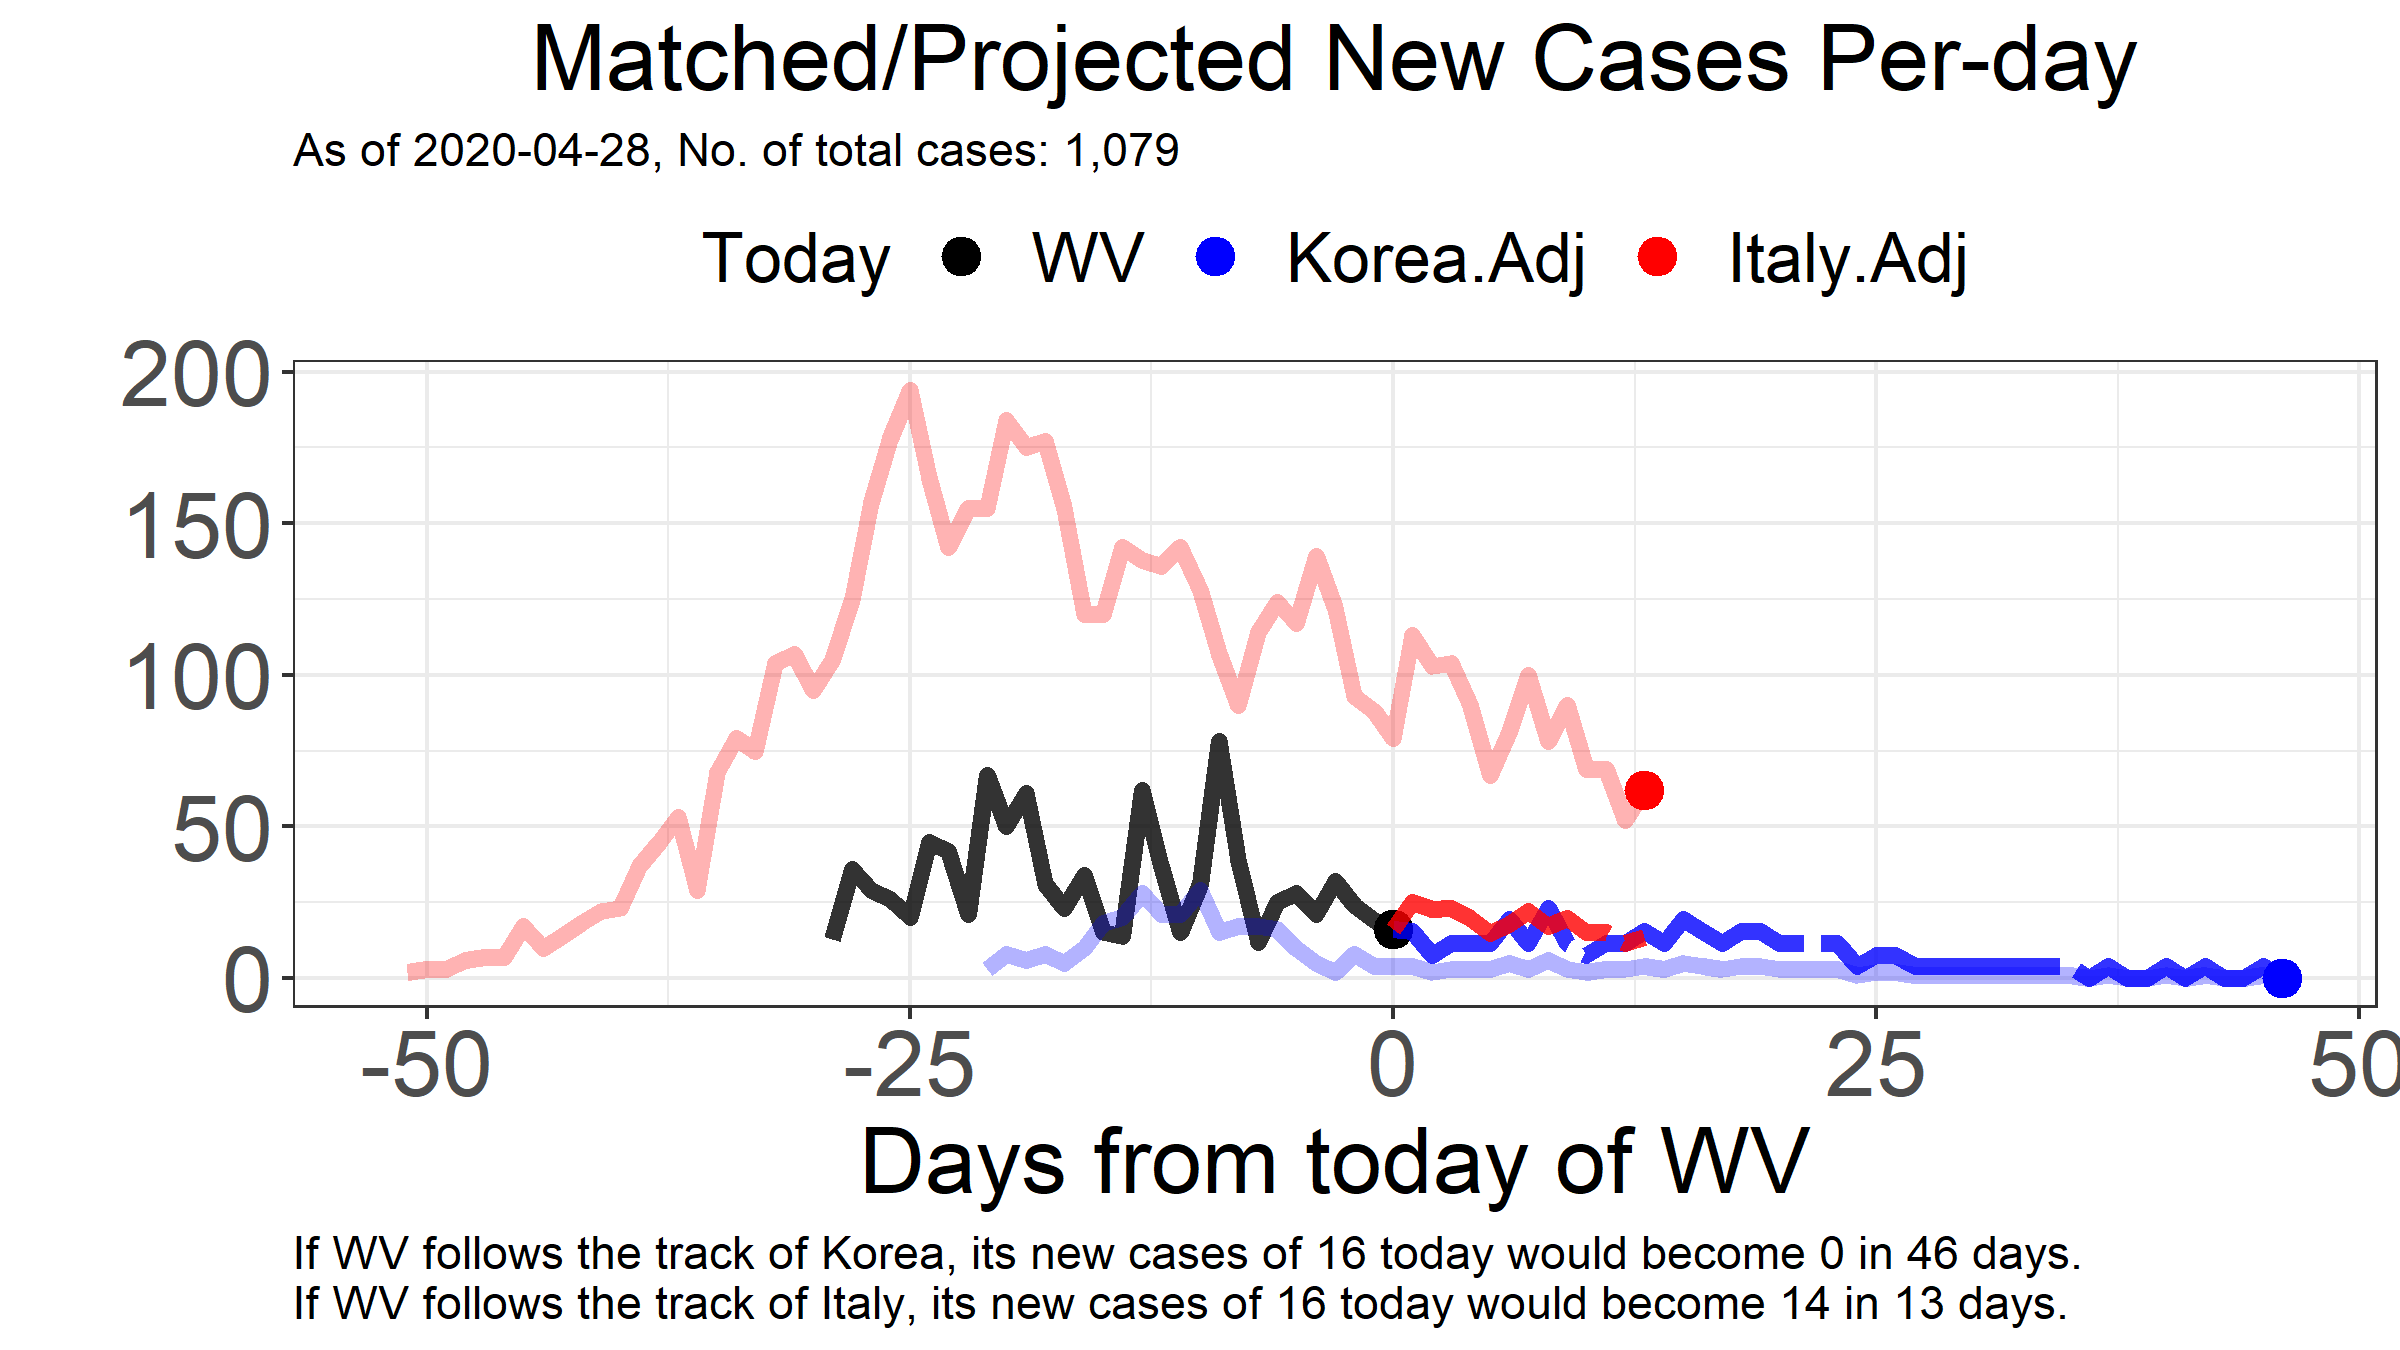 Matched/Projected New Cases Per-day
As of 2020-04-28, No. of total cases: 1,079
Today WV Korea.Adj Italy.Adj
200
150
100
50
0
-50 -25 0 25 50
Days from today of WV
If WV follows the track of Korea, its new cases of 16 today would become 0 in 46 days.
If WV follows the track of Italy, its new cases of 16 today would become 14 in 13 days.